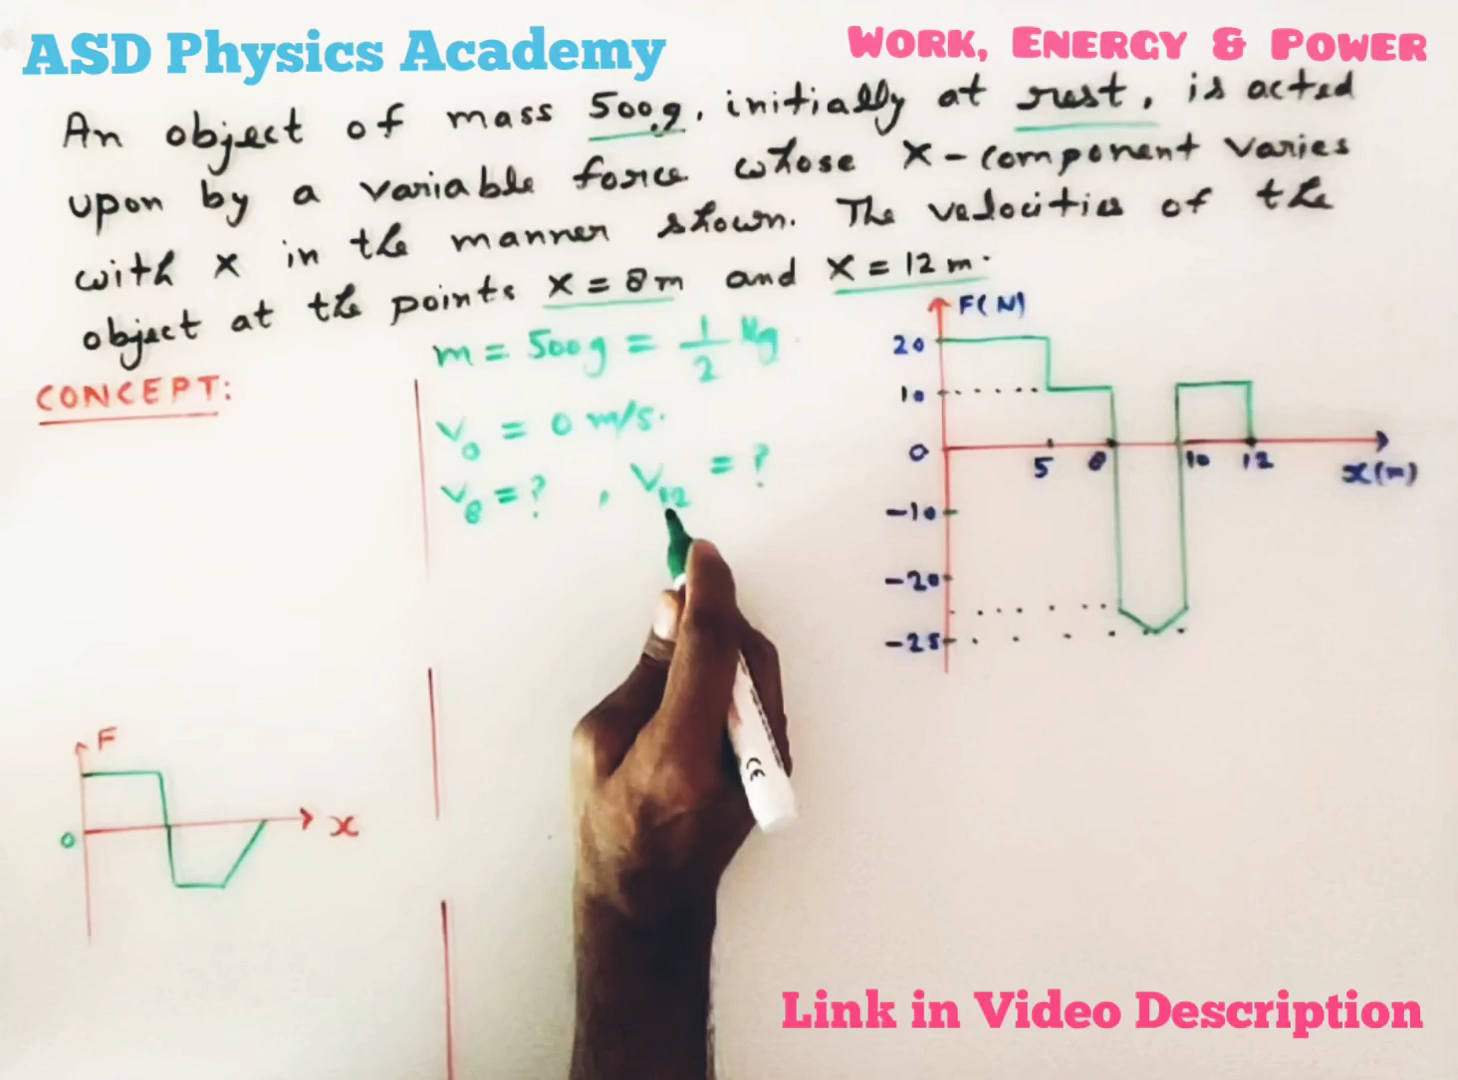 ASD Physics Academy
WORK, ENERGY & POWER
An object of mass 500g, initially at rest, is acted
upon by a variable force whose x-component varies
with x in the manner shown. The velocities of the
object at the points x = 8m and x = 12 m.
CONCEPT:
m = 500g = 1/2 Kg
V0 = 0 m/s.
V8 = ? , V12 = ?
F(N)
20
10
0
5 8 10 12 x(m)
-10
-20
-25
F
0
x
Link in Video Description